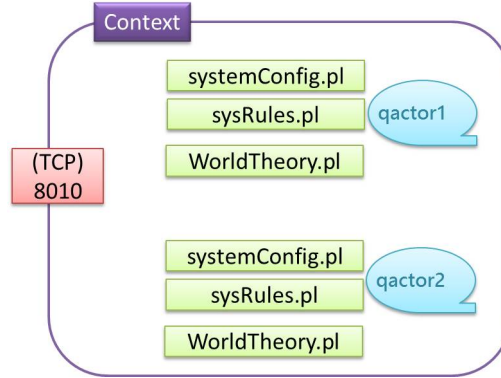 Context
systemConfig.pl
sysRules.pl
qactor1
WorldTheory.pl
(TCP)
8010
systemConfig.pl
sysRules.pl
qactor2
WorldTheory.pl